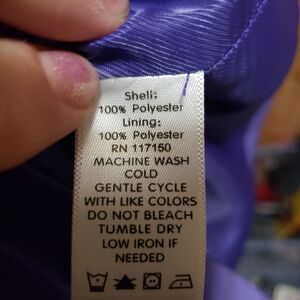 Shell:
100% Polyester
Lining:
100% Polyester
RN 117150
MACHINE WASH
COLD
GENTLE CYCLE
WITH LIKE COLORS
DO NOT BLEACH
TUMBLE DRY
LOW IRON IF
NEEDED